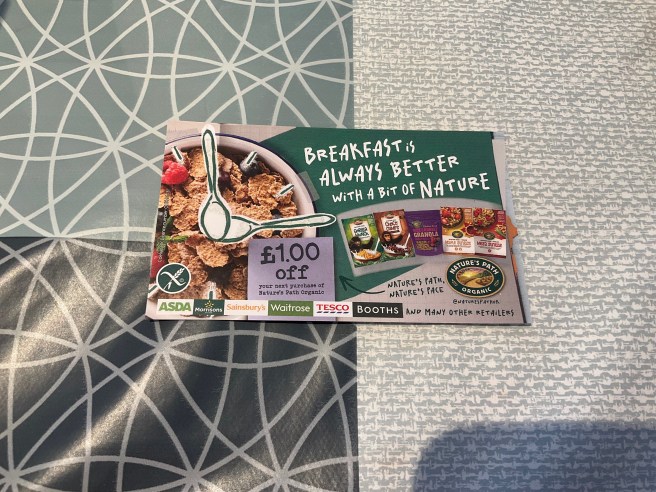 BREAKFAST IS
ALWAYS BETTER
WITH A BIT OF NATURE
£1.00
off
your next purchase of
Nature's Path Organic
GRANOLA
NATURE'S PATH,
NATURE'S PACE
NATURE'S PATH
ORGANIC
ASDA
Morrisons
Sainsbury's
Waitrose
TESCO
BOOTHS
AND MANY OTHER RETAILERS